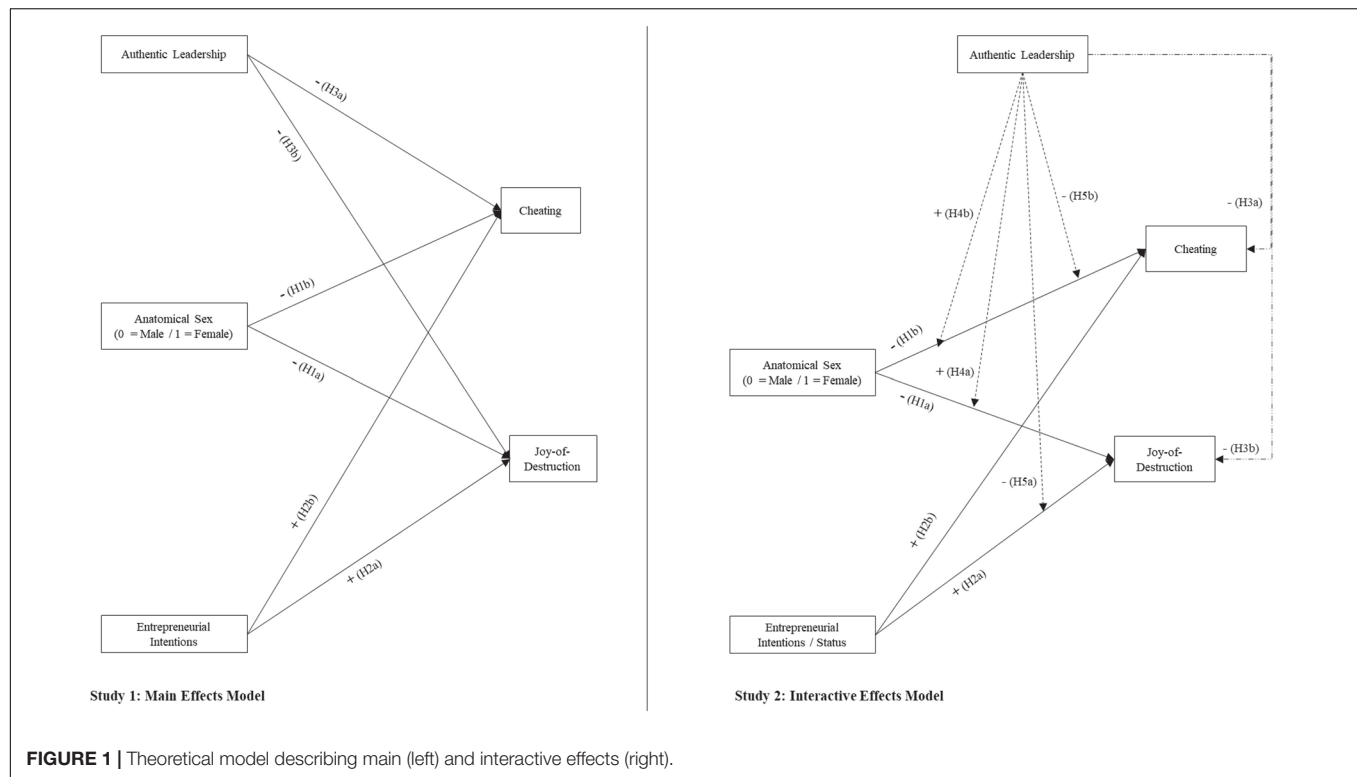 Authentic Leadership
- (H3a)
- (H3b)
Cheating
- (H1b)
Anatomical Sex
(0 = Male / 1 = Female)
- (H1a)
Joy-of-
Destruction
+ (H2b)
+ (H2a)
Entrepreneurial
Intentions
Study 1: Main Effects Model
Authentic Leadership
+ (H4b)
- (H5b)
- (H3a)
Cheating
- (H1b)
Anatomical Sex
(0 = Male / 1 = Female)
+ (H4a)
- (H1a)
Joy-of-
Destruction
- (H3b)
- (H5a)
+ (H2b)
+ (H2a)
Entrepreneurial
Intentions / Status
Study 2: Interactive Effects Model
FIGURE 1 | Theoretical model describing main (left) and interactive effects (right).